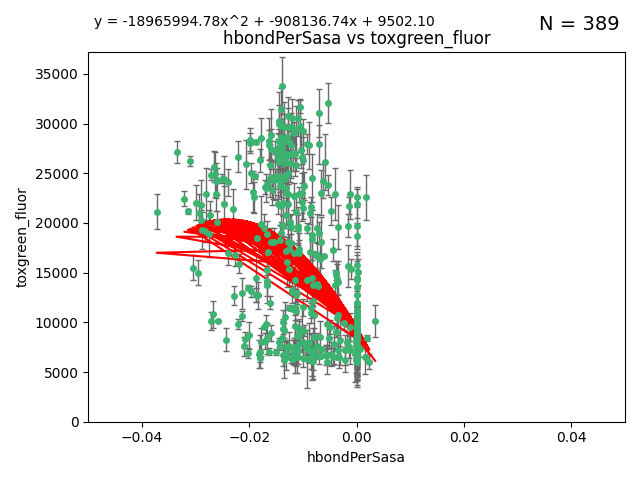 y = -18965994.78x^2 + -908136.74x + 9502.10
N = 389
hbondPerSasa vs toxgreen_fluor
35000
30000
25000
20000
15000
10000
5000
0
toxgreen_fluor
−0.04
−0.02
0.00
0.02
0.04
hbondPerSasa